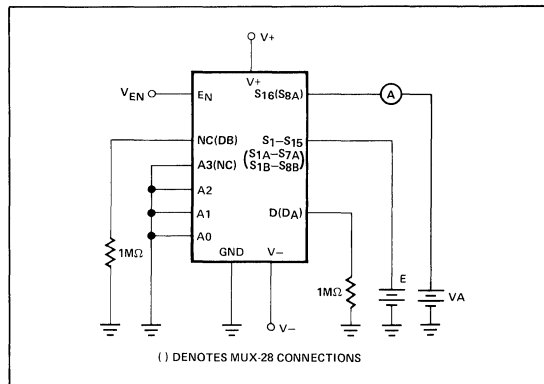 V+
V+
VEN
EN
S16(S8A)
A
NC(DB)
S1–S15
(S1A–S7A
S1B–S8B)
A3(NC)
A2
D(DA)
A1
A0
1MΩ
GND
V–
1MΩ
E
VA
V–
( ) DENOTES MUX-28 CONNECTIONS